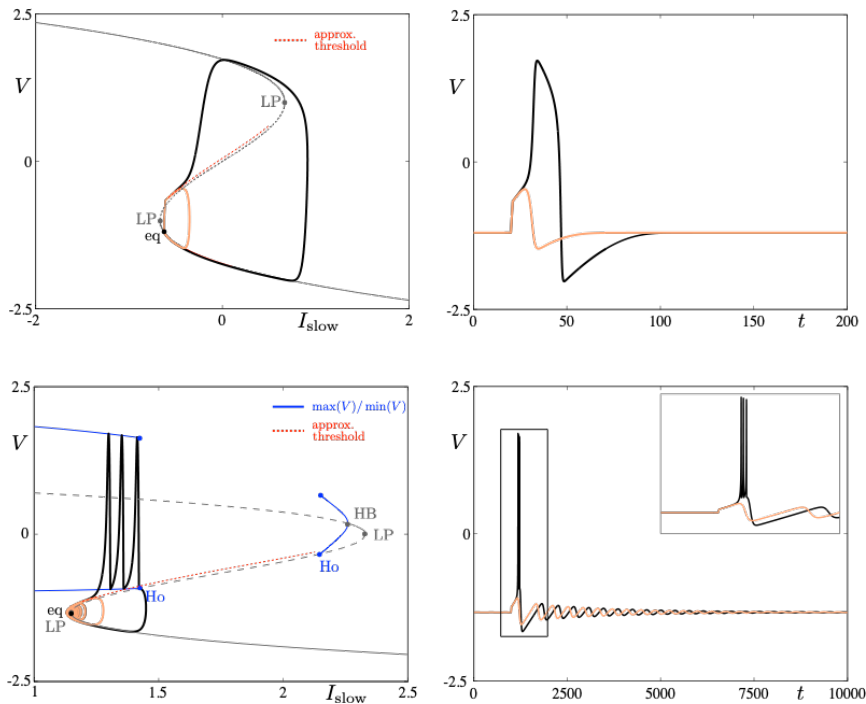 2.5
V
approx.
threshold
LP
0
LP
eq
-2.5
-2
0
I_slow
2
2.5
V
0
-2.5
0
50
100
150
t
200
2.5
V
max(V)/min(V)
approx.
threshold
HB
LP
0
Ho
Ho
eq
LP
-2.5
1
1.5
2
I_slow
2.5
2.5
V
0
-2.5
0
2500
5000
7500
t
10000